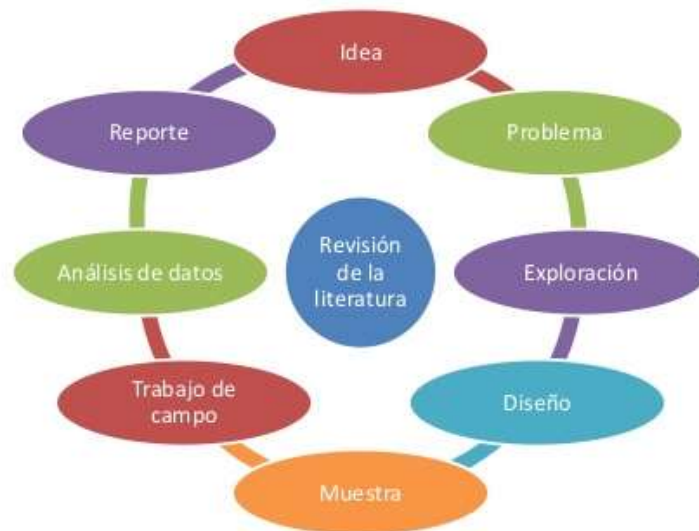 Idea
Problema
Exploración
Diseño
Muestra
Trabajo de
campo
Análisis de datos
Reporte
Revisión
de la
literatura